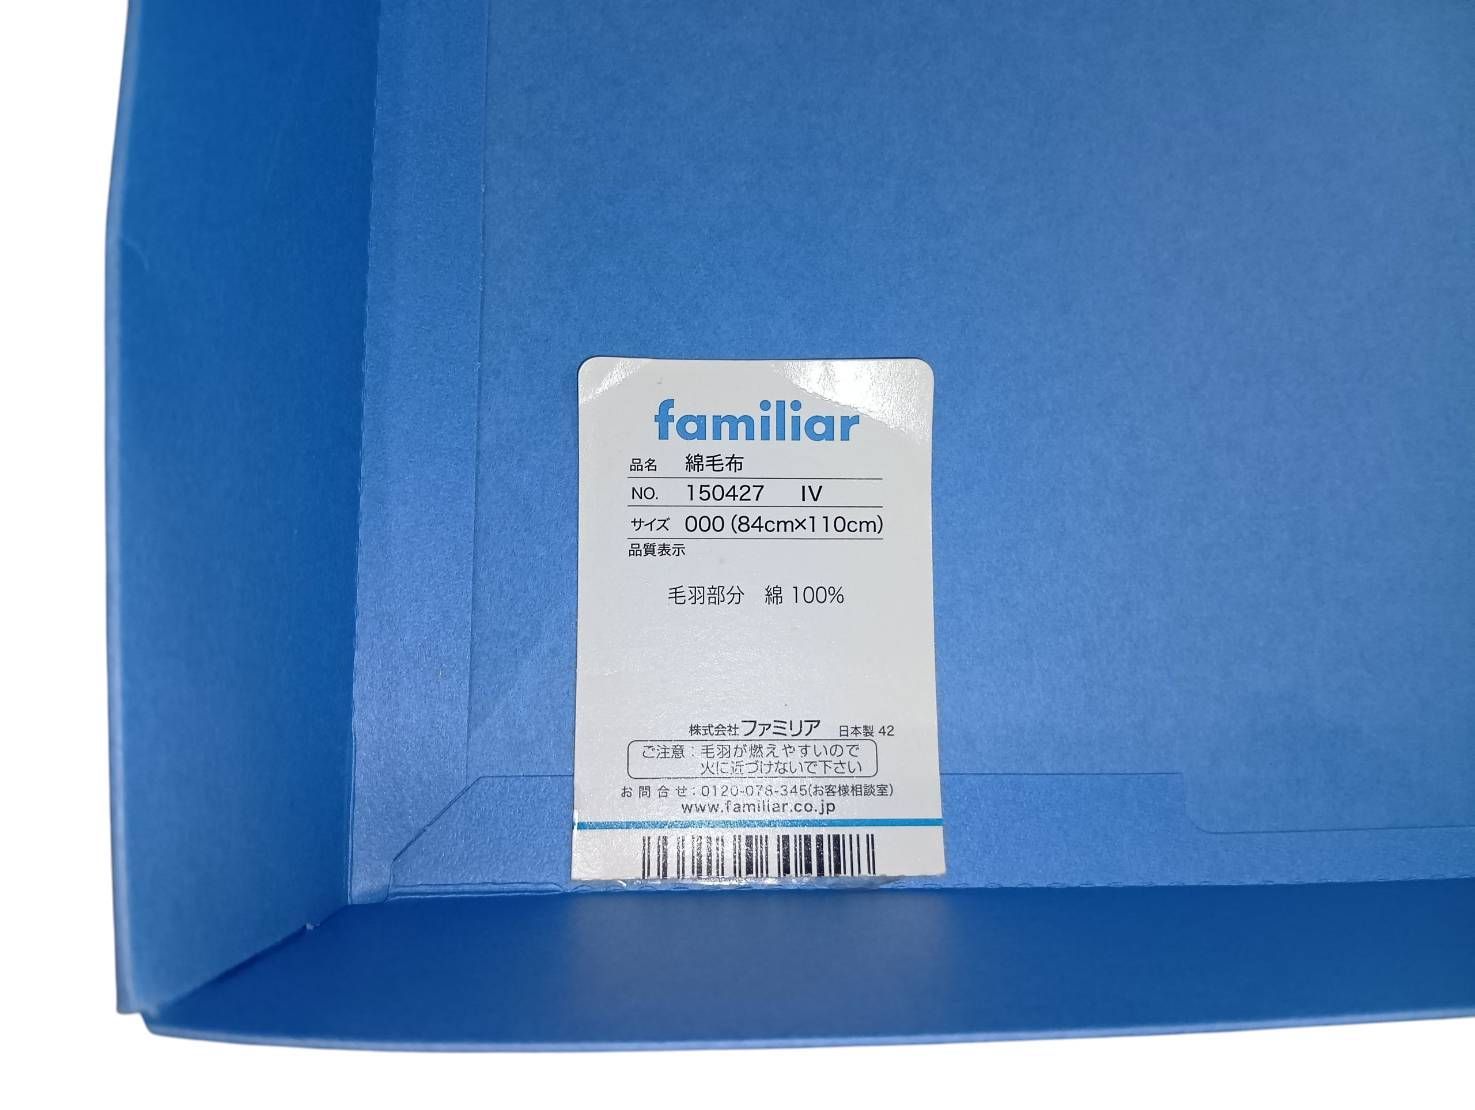 familiar
品名 綿毛布
NO. 150427 IV
サイズ 000(84cm×110cm)
品質表示
毛羽部分 綿 100%
株式会社ファミリア 日本製 42
ご注意:毛羽が燃えやすいので
火に近づけないで下さい
お問合せ:0120-078-345(お客様相談室)
www.familiar.co.jp